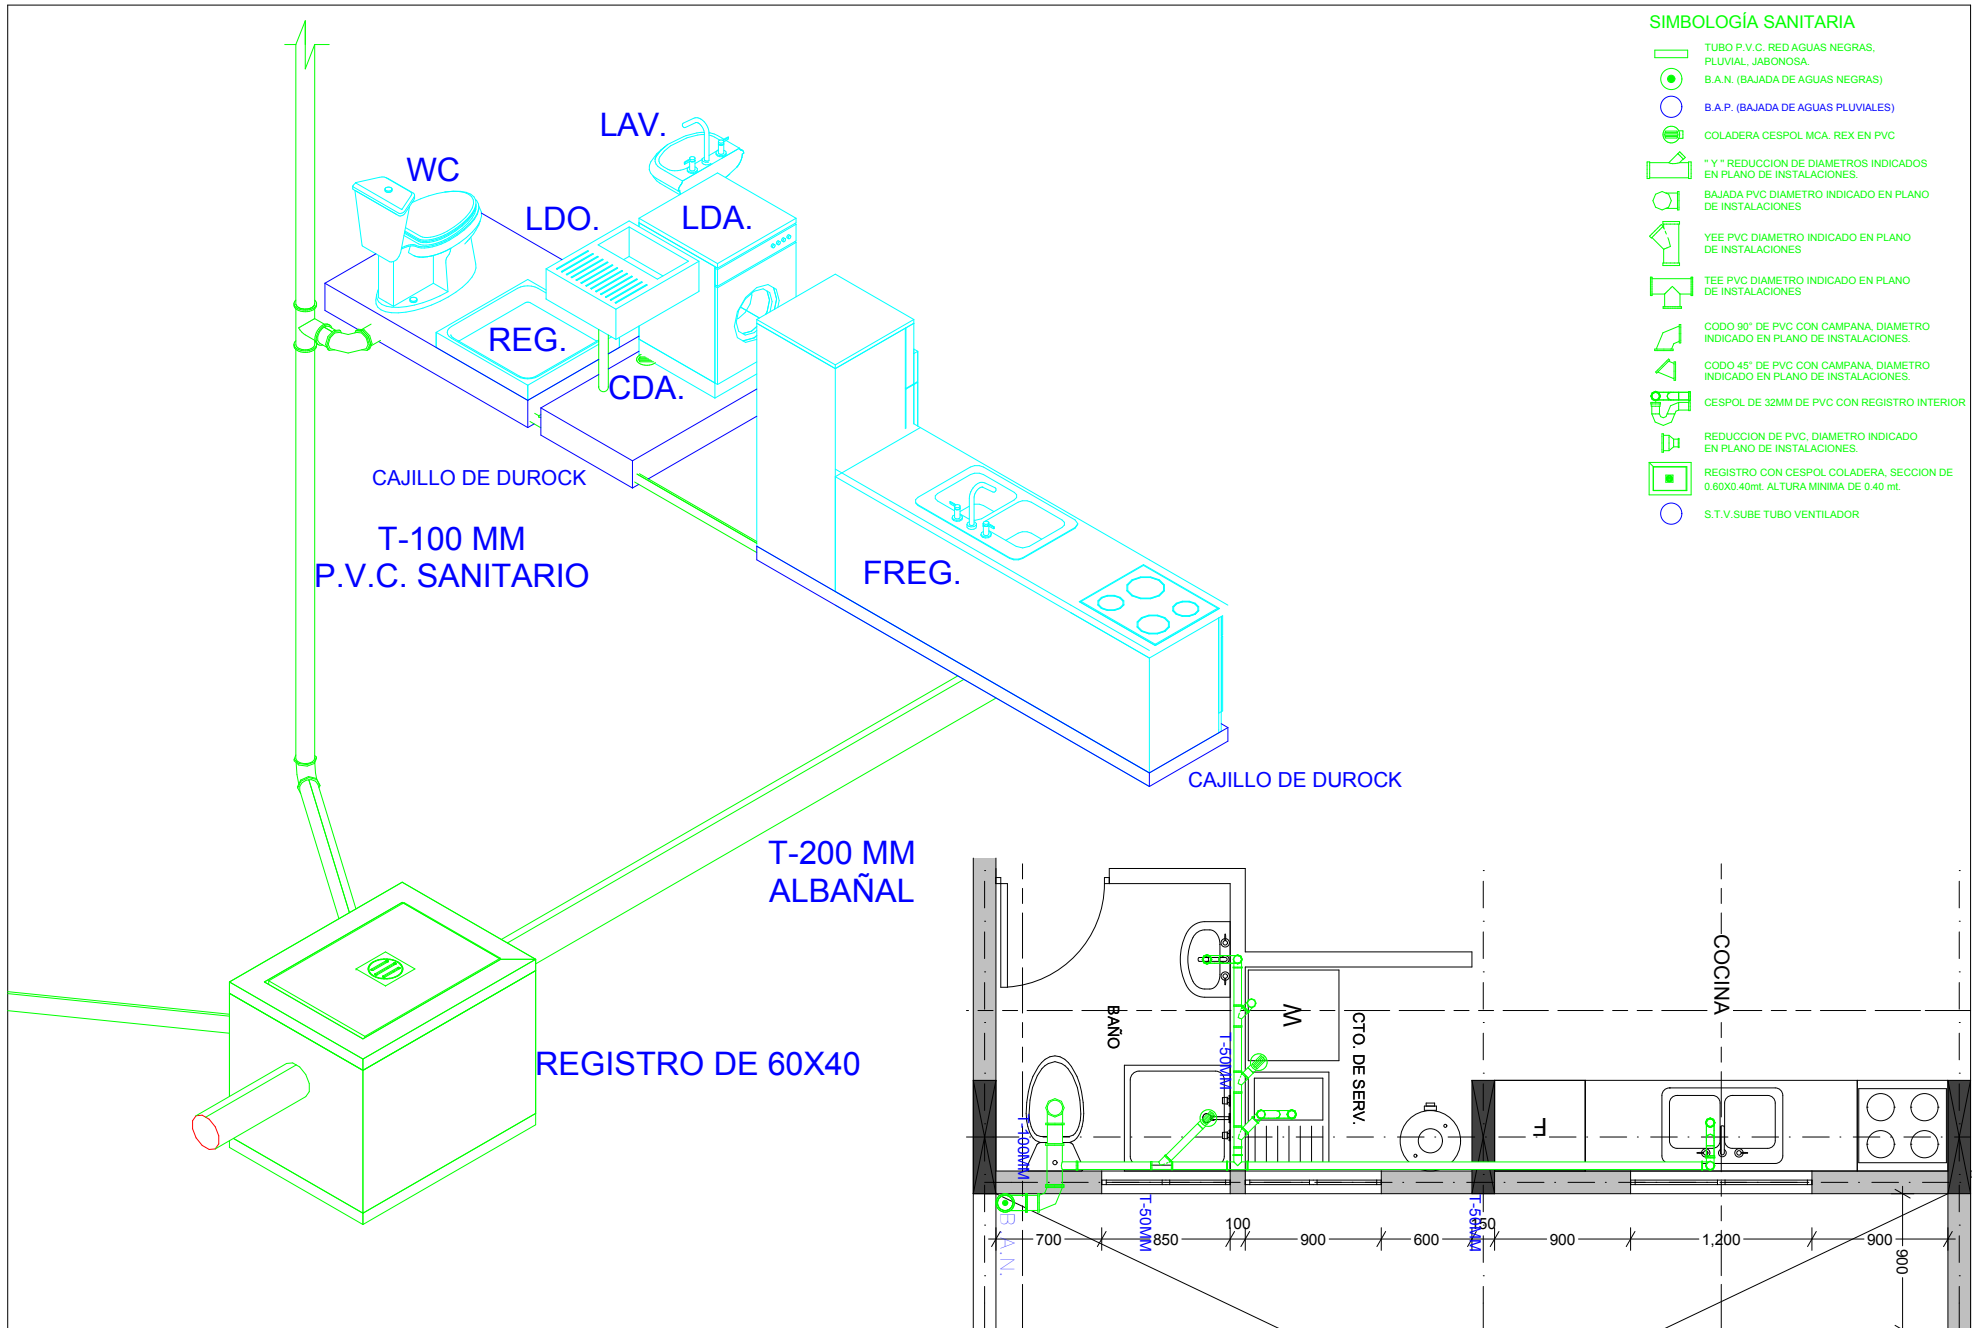 SIMBOLOGÍA SANITARIA
TUBO P.V.C. RED AGUAS NEGRAS,
PLUVIAL, JABONOSA.
B.A.N. (BAJADA DE AGUAS NEGRAS)
B.A.P. (BAJADA DE AGUAS PLUVIALES)
COLADERA CESPOL MCA. REX EN PVC
" Y " REDUCCION DE DIAMETROS INDICADOS
EN PLANO DE INSTALACIONES.
BAJADA PVC DIAMETRO INDICADO EN PLANO
DE INSTALACIONES
YEE PVC DIAMETRO INDICADO EN PLANO
DE INSTALACIONES
TEE PVC DIAMETRO INDICADO EN PLANO
DE INSTALACIONES
CODO 90° DE PVC CON CAMPANA, DIAMETRO
INDICADO EN PLANO DE INSTALACIONES.
CODO 45° DE PVC CON CAMPANA, DIAMETRO
INDICADO EN PLANO DE INSTALACIONES.
CESPOL DE 32MM DE PVC CON REGISTRO INTERIOR
REDUCCION DE PVC, DIAMETRO INDICADO
EN PLANO DE INSTALACIONES.
REGISTRO CON CESPOL COLADERA, SECCION DE
0.60X0.40mt. ALTURA MINIMA DE 0.40 mt.
S.T.V.SUBE TUBO VENTILADOR
LAV.
WC
LDO.
LDA.
REG.
CDA.
CAJILLO DE DUROCK
T-100 MM
P.V.C. SANITARIO
FREG.
CAJILLO DE DUROCK
T-200 MM
ALBAÑAL
REGISTRO DE 60X40
BAÑO
W
CTO. DE SERV.
COCINA
F
T-50MM
T-100MM
T-50MM
T-50MM
B.A.N.
700
850
100
900
600
900
1,200
900
900